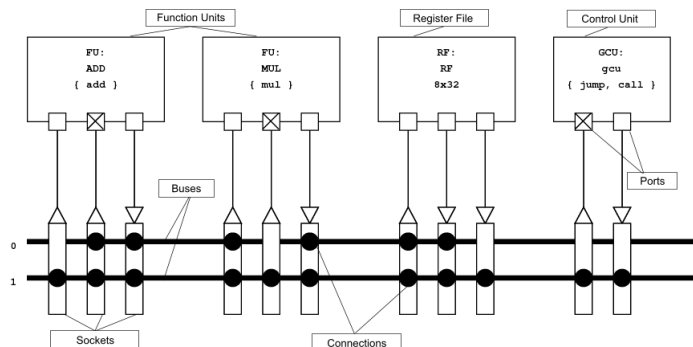 Function Units
Register File
Control Unit
FU:
ADD
{ add }
FU:
MUL
{ mul }
RF:
RF
8x32
GCU:
gcu
{ jump, call }
Buses
Ports
0
1
Sockets
Connections